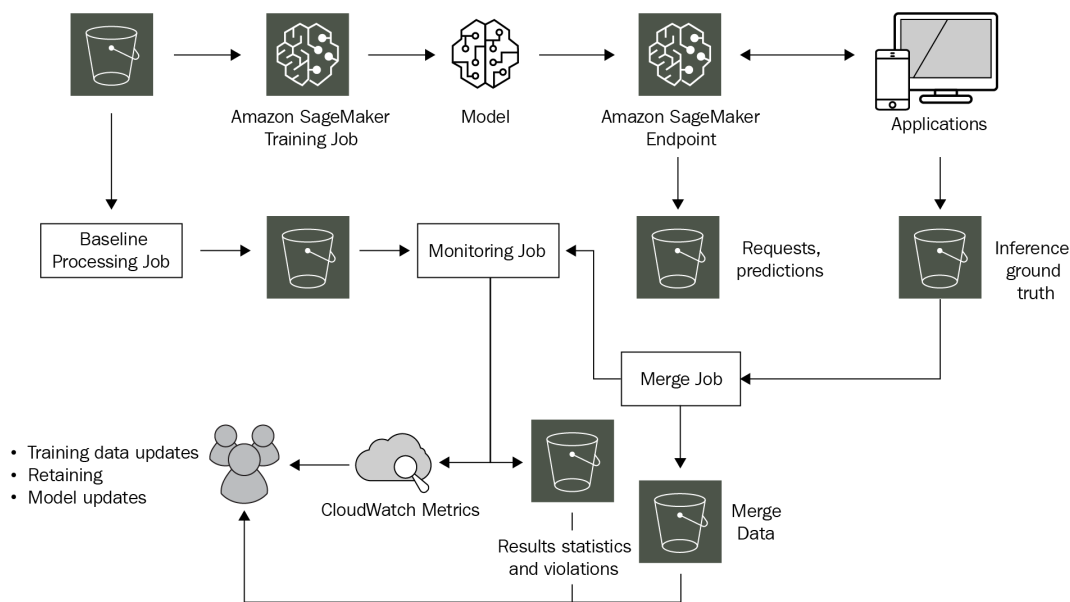 Amazon SageMaker
Training Job
Model
Amazon SageMaker
Endpoint
Applications
Baseline
Processing Job
Monitoring Job
Requests,
predictions
Inference
ground
truth
Merge Job
• Training data updates
• Retaining
• Model updates
CloudWatch Metrics
Results statistics
and violations
Merge
Data